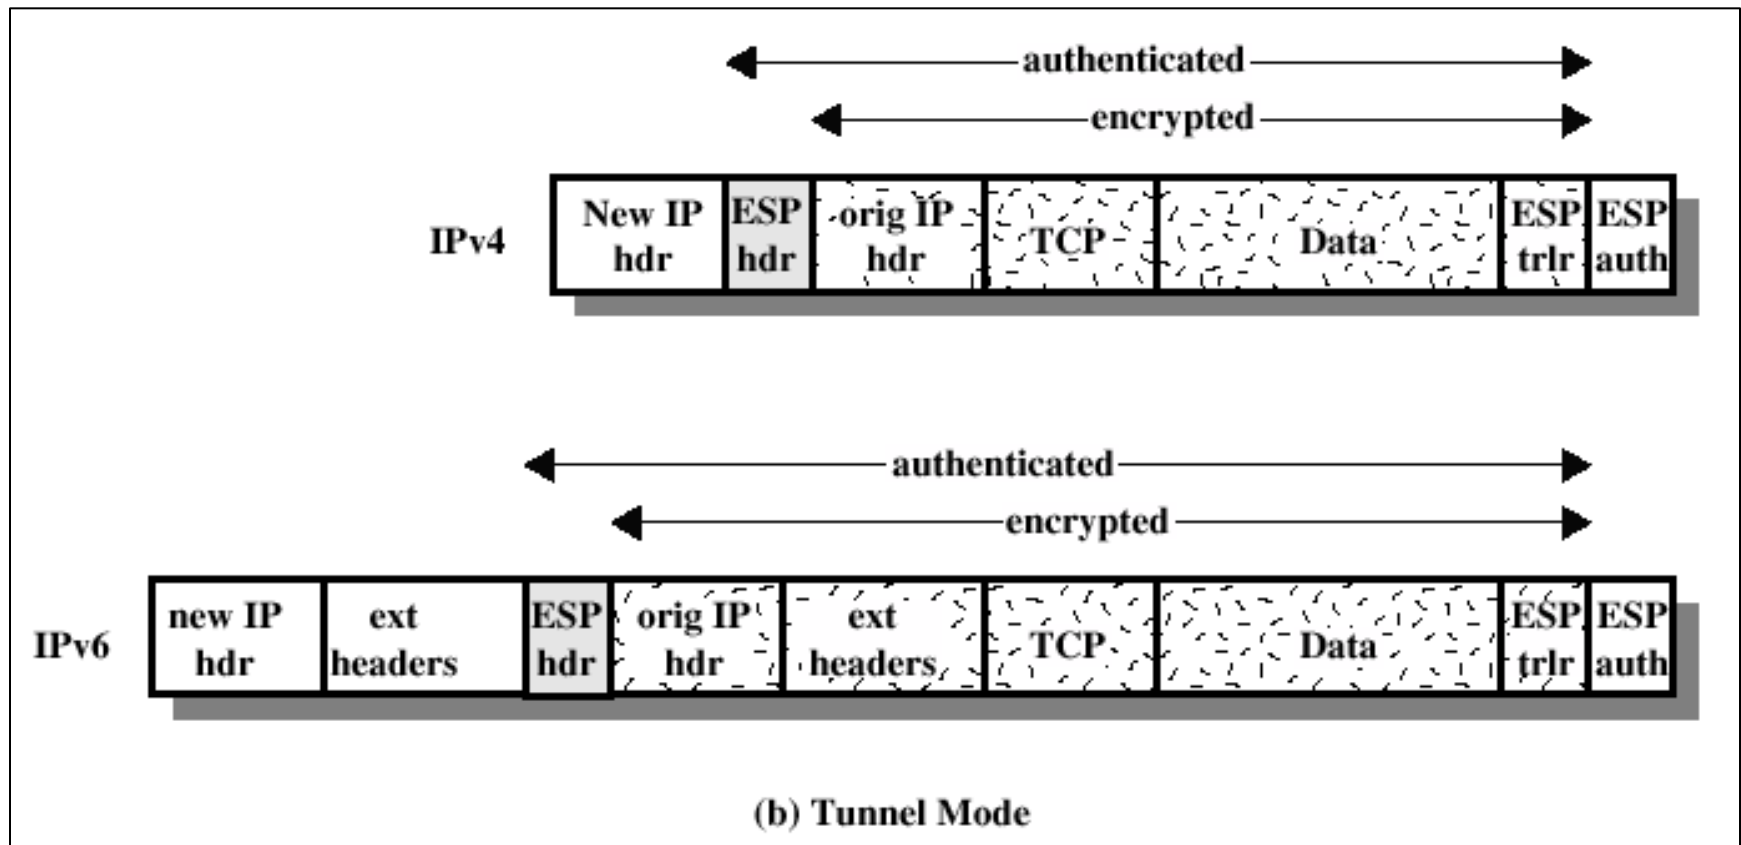 authenticated
encrypted
IPv4
New IP
hdr
ESP
hdr
orig IP
hdr
TCP
Data
ESP
trlr
ESP
auth
authenticated
encrypted
IPv6
new IP
hdr
ext
headers
ESP
hdr
orig IP
hdr
ext
headers
TCP
Data
ESP
trlr
ESP
auth
(b) Tunnel Mode